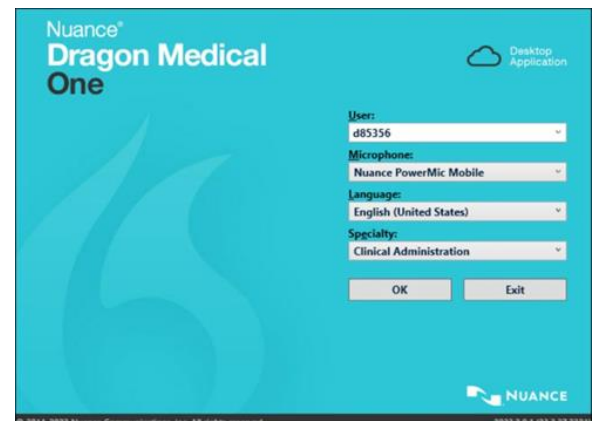 Nuance®
Dragon Medical
One
Desktop
Application
User:
d85356
Microphone:
Nuance PowerMic Mobile
Language:
English (United States)
Specialty:
Clinical Administration
OK
Exit
NUANCE